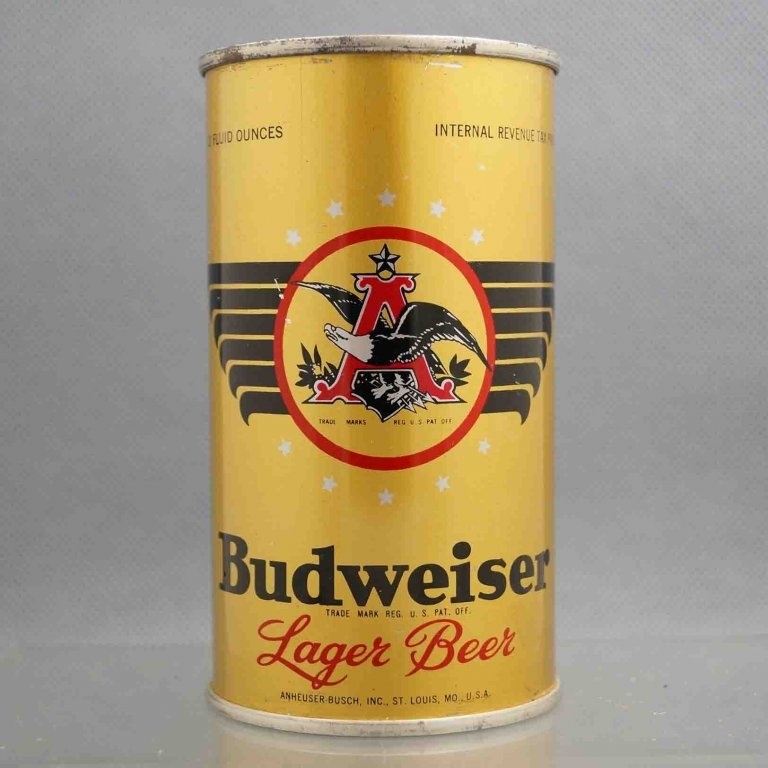 FLUID OUNCES
INTERNAL REVENUE TAX
A
TRADE MARKS REG. U.S. PAT. OFF.
Budweiser
TRADE MARK REG. U. S. PAT. OFF.
Lager Beer
ANHEUSER-BUSCH, INC., ST. LOUIS, MO., U.S.A.